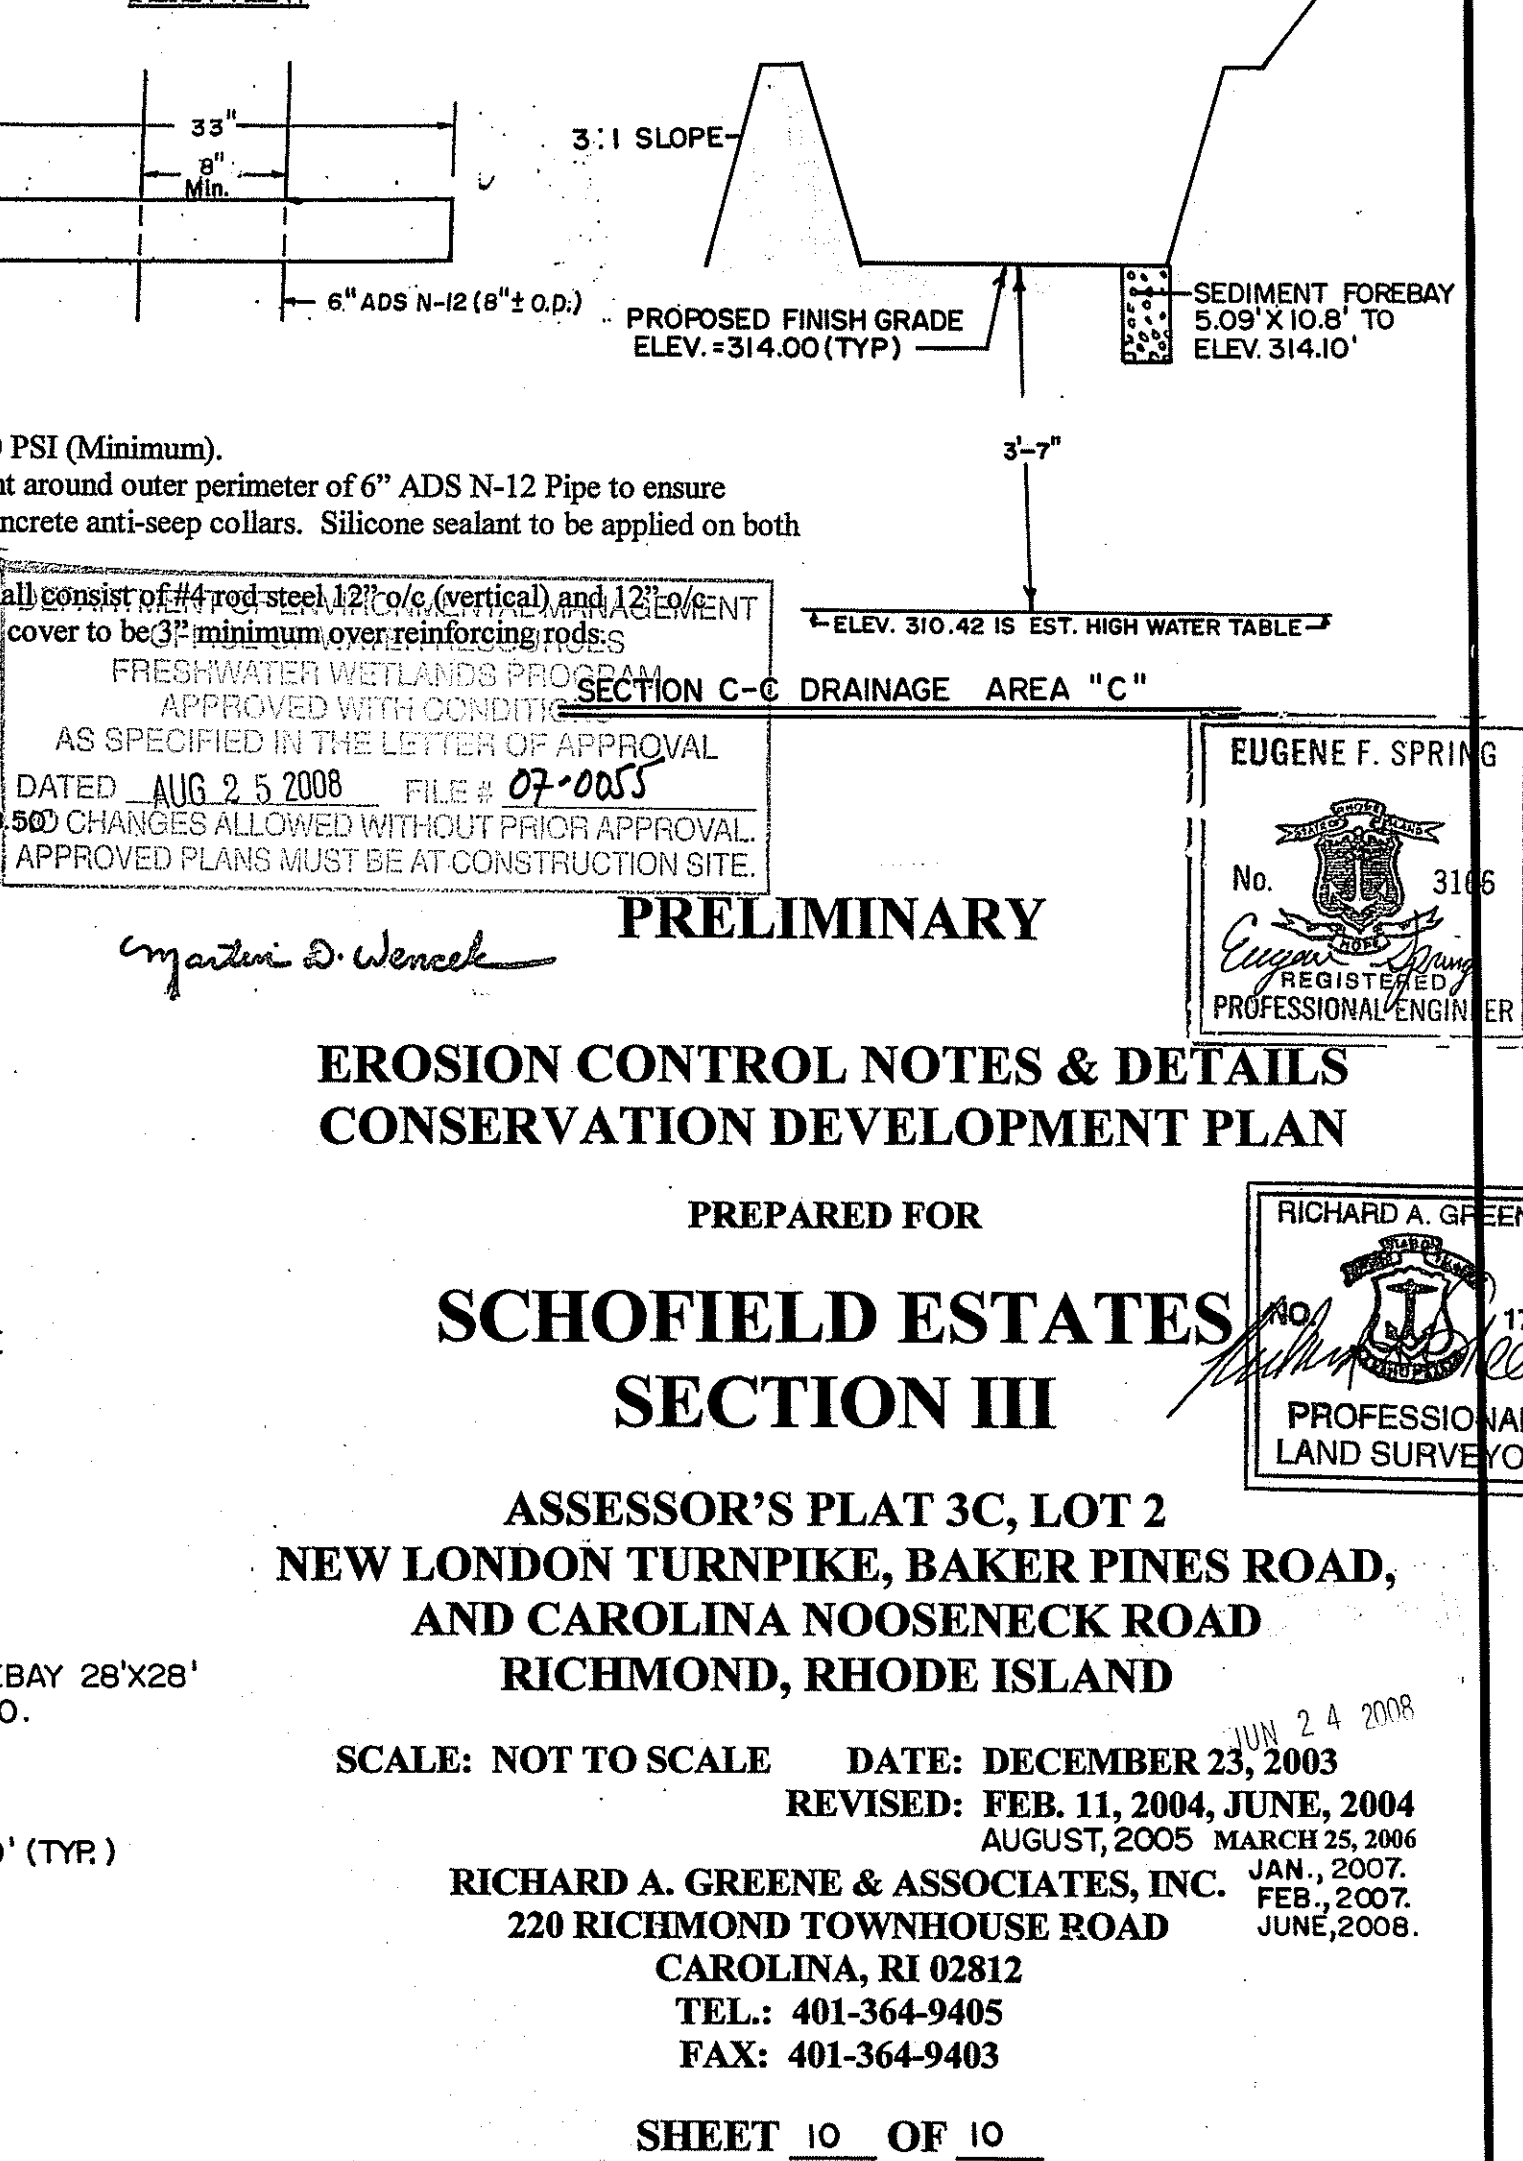 33"
8"
Min.
6" ADS N-12 (8"± O.D.)
3:1 SLOPE
PROPOSED FINISH GRADE
ELEV.=314.00 (TYP)
SEDIMENT FOREBAY
5.09' X 10.8' TO
ELEV. 314.10'
3'-7"
ELEV. 310.42 IS EST. HIGH WATER TABLE
SECTION C-C DRAINAGE AREA "C"
PSI (Minimum).
around outer perimeter of 6” ADS N-12 Pipe to ensure
anti-seep collars. Silicone sealant to be applied on both
all consist of #4 rod steel 12” o/c (vertical) and 12” o/c
cover to be 3” minimum over reinforcing rods.
MANAGEMENT
FRESHWATER WETLANDS PROGRAM
APPROVED WITH CONDITIONS
AS SPECIFIED IN THE LETTER OF APPROVAL
DATED AUG 25 2008 FILE # 07-0055
CHANGES ALLOWED WITHOUT PRIOR APPROVAL.
APPROVED PLANS MUST BE AT CONSTRUCTION SITE.
Martin D. Wencek
EUGENE F. SPRING
No. 3166
HOPE
Eugene Spring
REGISTERED
PROFESSIONAL ENGINEER
PRELIMINARY
EROSION CONTROL NOTES & DETAILS
CONSERVATION DEVELOPMENT PLAN
PREPARED FOR
SCHOFIELD ESTATES
SECTION III
RICHARD A. GREEN
NO. 17
PROFESSIONAL
LAND SURVEYO
ASSESSOR’S PLAT 3C, LOT 2
NEW LONDON TURNPIKE, BAKER PINES ROAD,
AND CAROLINA NOOSENECK ROAD
RICHMOND, RHODE ISLAND
EBAY 28'X28'
O.
JUN 24 2008
SCALE: NOT TO SCALE DATE: DECEMBER 23, 2003
REVISED: FEB. 11, 2004, JUNE, 2004
AUGUST, 2005 MARCH 25, 2006
JAN., 2007.
FEB., 2007.
JUNE, 2008.
' (TYP.)
RICHARD A. GREENE & ASSOCIATES, INC.
220 RICHMOND TOWNHOUSE ROAD
CAROLINA, RI 02812
TEL.: 401-364-9405
FAX: 401-364-9403
SHEET 10 OF 10